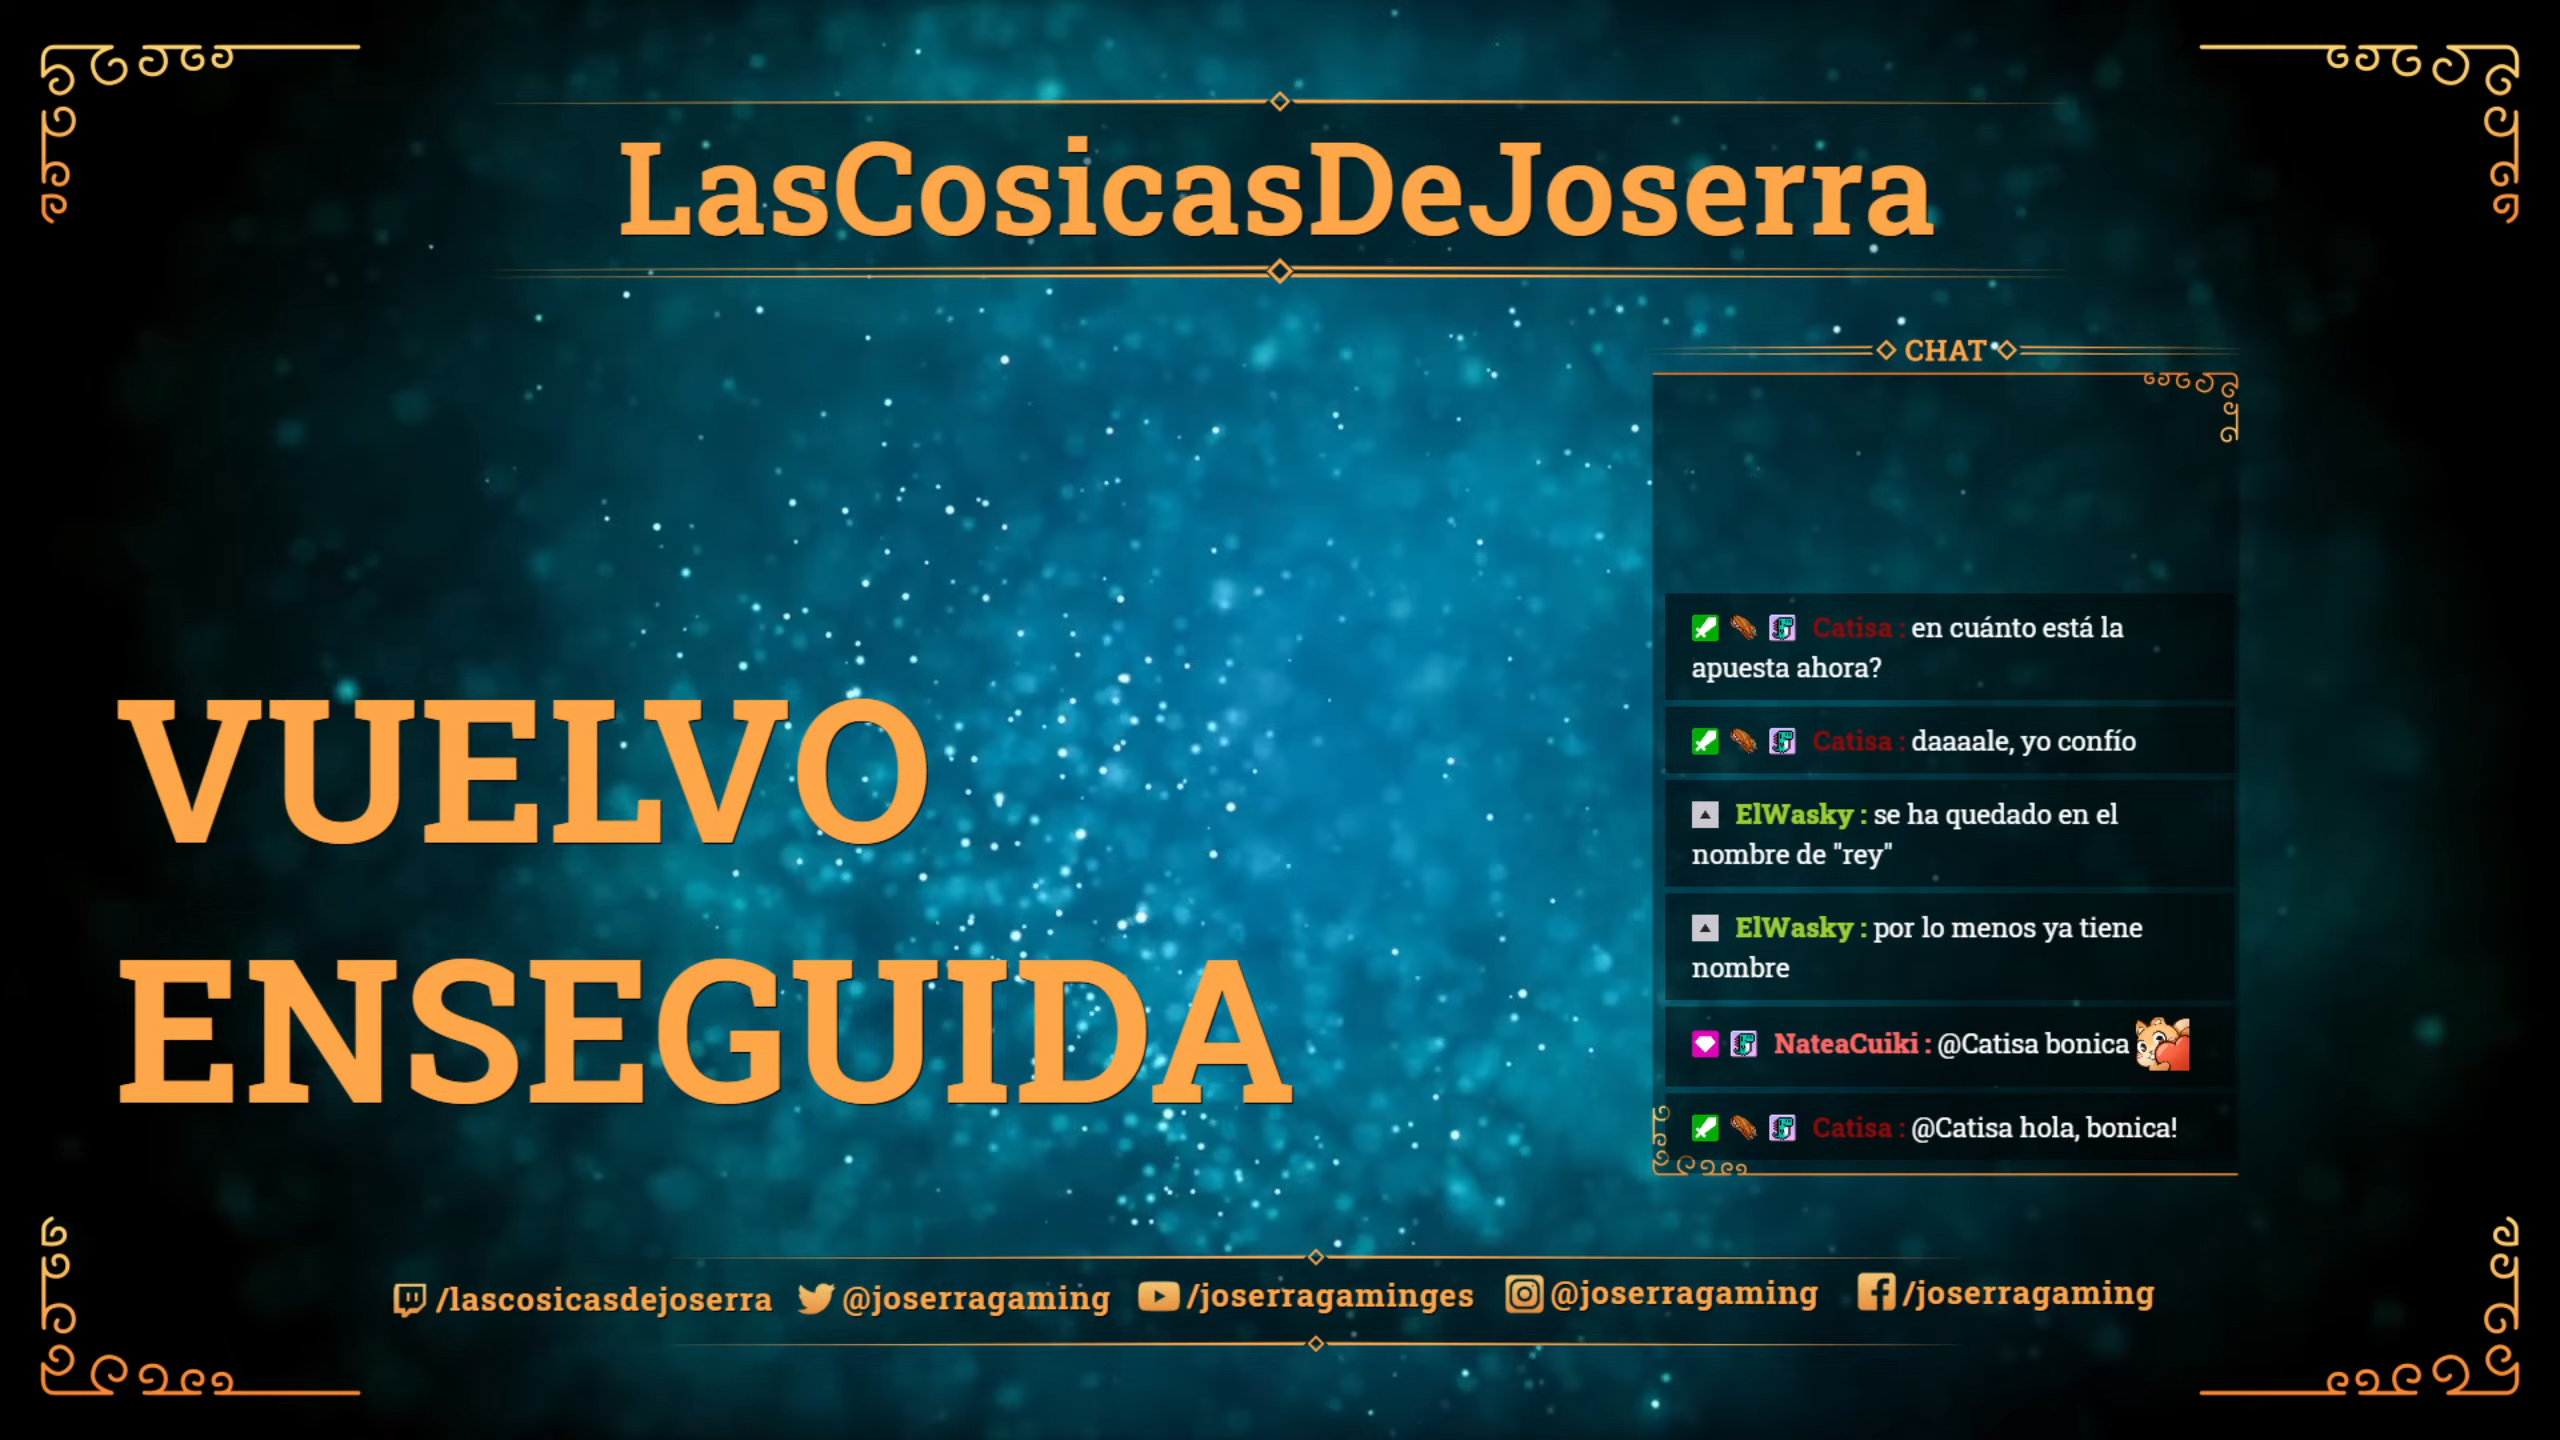 LasCosicasDeJoserra
CHAT
Catisa : en cuánto está la
apuesta ahora?
Catisa : daaaale, yo confío
ElWasky : se ha quedado en el
nombre de "rey"
ElWasky : por lo menos ya tiene
nombre
NateaCuiki : @Catisa bonica
Catisa : @Catisa hola, bonica!
VUELVO
ENSEGUIDA
/lascosicasdejoserra @joserragaming /joserragaminges @joserragaming /joserragaming